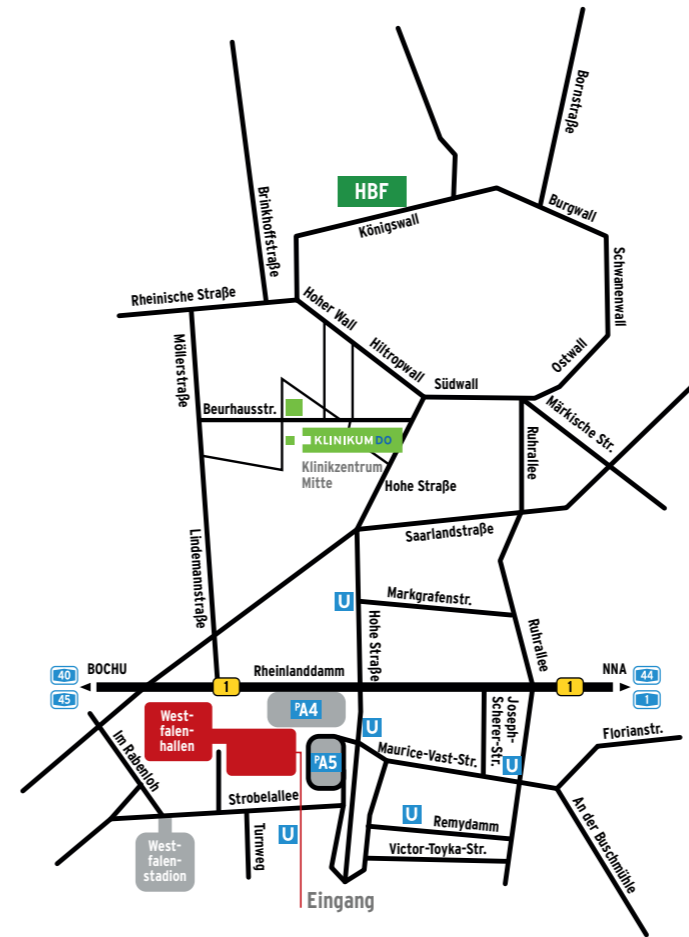 Bornstraße
Brinkhoffstraße
HBF
Königswall
Burgwall
Schwanenwall
Rheinische Straße
Hoher Wall
Hiltropwall
Ostwall
Südwall
Möllerstraße
Beurhausstr.
KLINIKUMDO
Klinikzentrum
Mitte
Märkische Str.
Ruhrallee
Hohe Straße
Saarlandstraße
Lindemannstraße
U
Markgrafenstr.
Hohe Straße
Ruhrallee
40
BOCHU
Rheinlanddamm
NNA
44
45
1
1
1
West-
falen-
hallen
PA4
Joseph-
Scherer-Str.
Florianstr.
Im Rabenloh
U
PA5
Maurice-Vast-Str.
U
Strobelallee
U
Remydamm
An der Buschmühle
Turnweg
U
Victor-Toyka-Str.
West-
falen-
stadion
Eingang